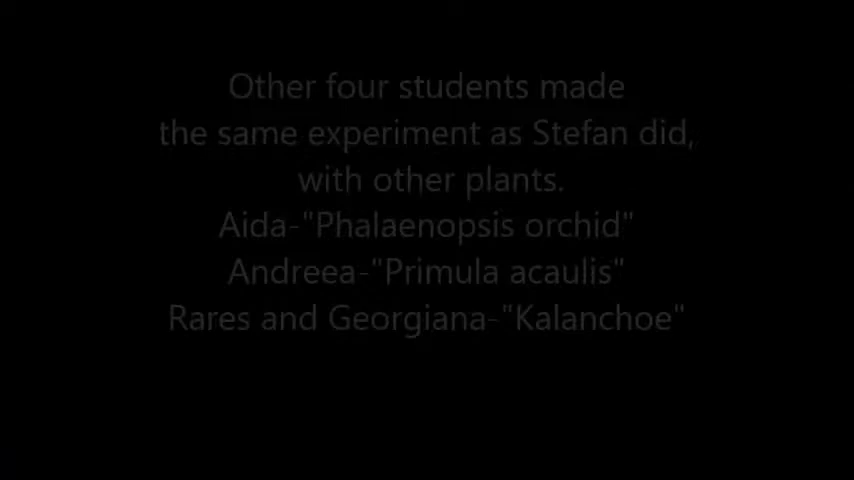 Other four students made
the same experiment as Stefan did,
with other plants.
Aida-"Phalaenopsis orchid"
Andreea-"Primula acaulis"
Rares and Georgiana-"Kalanchoe"